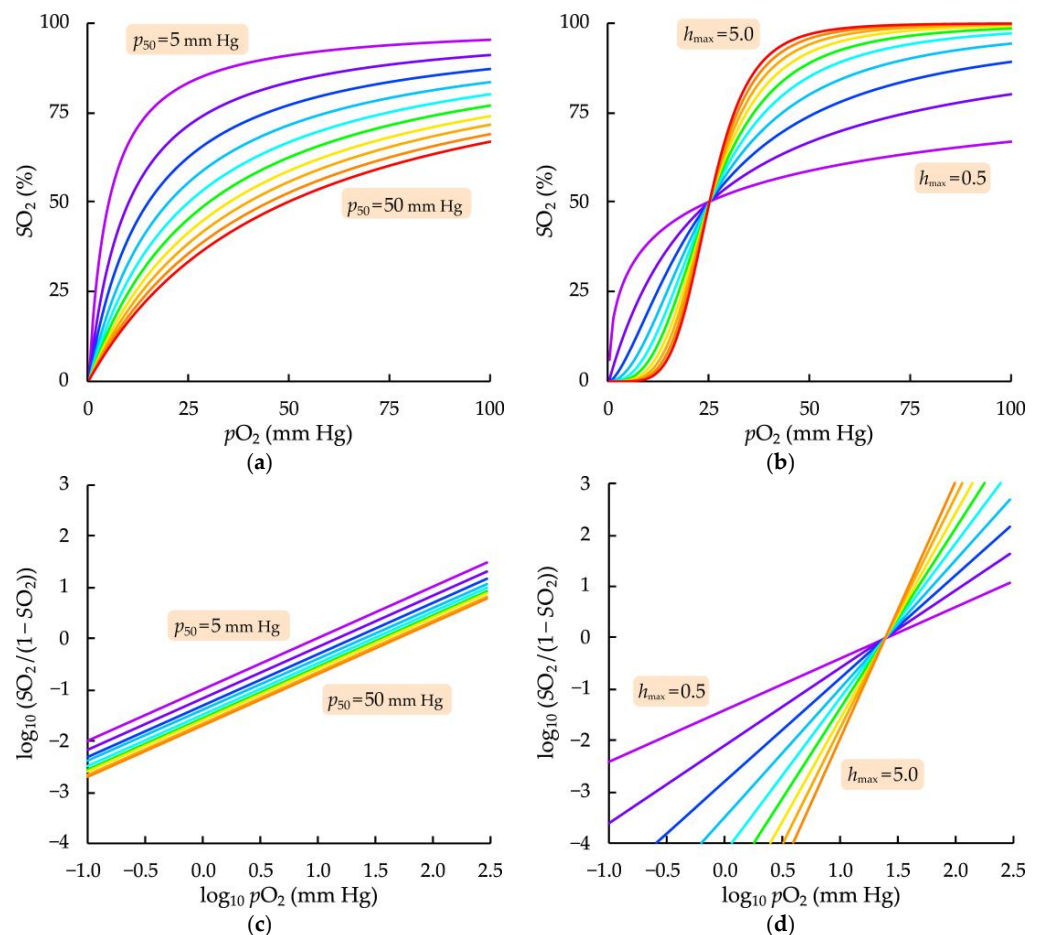 100
75
50
25
0
SO₂ (%)
p₅₀=5 mm Hg
p₅₀=50 mm Hg
0 25 50 75 100
pO₂ (mm Hg)
(a)
100
75
50
25
0
SO₂ (%)
hmax=5.0
hmax=0.5
0 25 50 75 100
pO₂ (mm Hg)
(b)
3
2
1
0
−1
−2
−3
−4
log₁₀ (SO₂/(1−SO₂))
p₅₀=5 mm Hg
p₅₀=50 mm Hg
−1.0 −0.5 0.0 0.5 1.0 1.5 2.0 2.5
log₁₀ pO₂ (mm Hg)
(c)
3
2
1
0
−1
−2
−3
−4
log₁₀ (SO₂/(1−SO₂))
hmax=0.5
hmax=5.0
−1.0 −0.5 0.0 0.5 1.0 1.5 2.0 2.5
log₁₀ pO₂ (mm Hg)
(d)